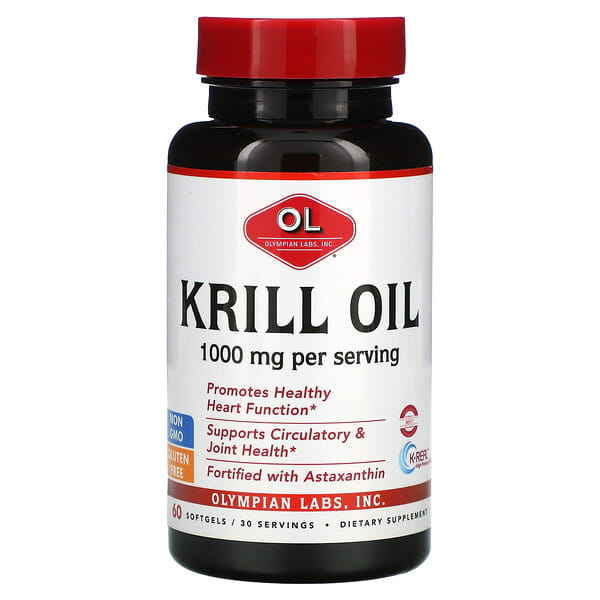 OL
OLYMPIAN LABS, INC.
®
KRILL OIL
1000 mg per serving
Promotes Healthy
Heart Function*
Supports Circulatory &
Joint Health*
Fortified with Astaxanthin
NON
GMO
GLUTEN
FREE
K·REAL
OLYMPIAN LABS, INC.
60 SOFTGELS / 30 SERVINGS • DIETARY SUPPLEMENT